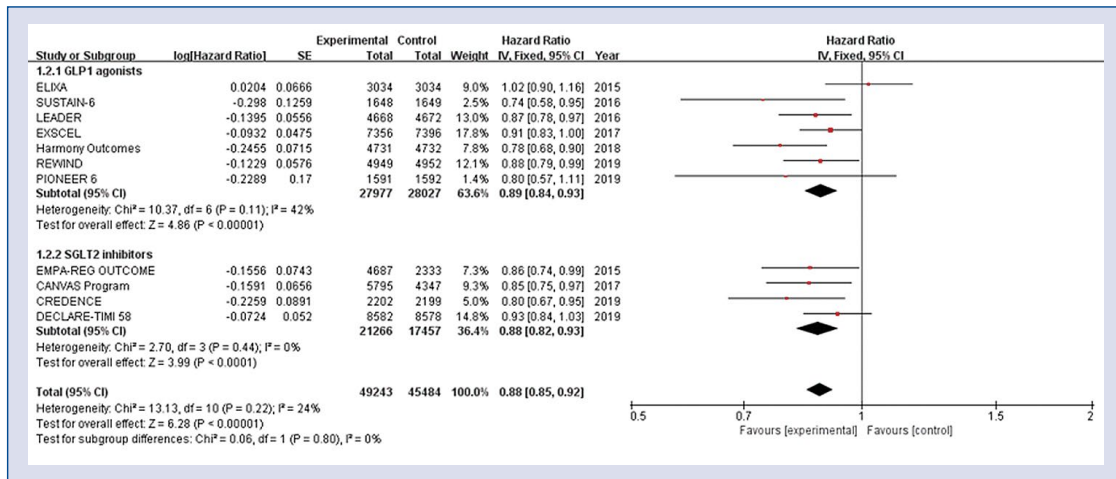 Experimental Control Hazard Ratio Hazard Ratio
Study or Subgroup log[Hazard Ratio] SE Total Total Weight IV, Fixed, 95% CI Year IV, Fixed, 95% CI
1.2.1 GLP1 agonists
ELIXA 0.0204 0.0666 3034 3034 9.0% 1.02 [0.90, 1.16] 2015
SUSTAIN-6 -0.298 0.1259 1648 1649 2.5% 0.74 [0.58, 0.95] 2016
LEADER -0.1395 0.0556 4668 4672 13.0% 0.87 [0.78, 0.97] 2016
EXSCEL -0.0932 0.0475 7356 7396 17.8% 0.91 [0.83, 1.00] 2017
Harmony Outcomes -0.2455 0.0715 4731 4732 7.8% 0.78 [0.68, 0.90] 2018
REWIND -0.1229 0.0576 4949 4952 12.1% 0.88 [0.79, 0.99] 2019
PIONEER 6 -0.2289 0.17 1591 1592 1.4% 0.80 [0.57, 1.11] 2019
Subtotal (95% CI) 27977 28027 63.6% 0.89 [0.84, 0.93]
Heterogeneity: Chi² = 10.37, df = 6 (P = 0.11); I² = 42%
Test for overall effect: Z = 4.86 (P < 0.00001)
1.2.2 SGLT2 inhibitors
EMPA-REG OUTCOME -0.1556 0.0743 4687 2333 7.3% 0.86 [0.74, 0.99] 2015
CANVAS Program -0.1591 0.0656 5795 4347 9.3% 0.85 [0.75, 0.97] 2017
CREDENCE -0.2259 0.0891 2202 2199 5.0% 0.80 [0.67, 0.95] 2019
DECLARE-TIMI 58 -0.0724 0.052 8582 8578 14.8% 0.93 [0.84, 1.03] 2019
Subtotal (95% CI) 21266 17457 36.4% 0.88 [0.82, 0.93]
Heterogeneity: Chi² = 2.70, df = 3 (P = 0.44); I² = 0%
Test for overall effect: Z = 3.99 (P < 0.0001)
Total (95% CI) 49243 45484 100.0% 0.88 [0.85, 0.92]
Heterogeneity: Chi² = 13.13, df = 10 (P = 0.22); I² = 24%
Test for overall effect: Z = 6.28 (P < 0.00001)
Test for subgroup differences: Chi² = 0.06, df = 1 (P = 0.80), I² = 0%
0.5 0.7 1 1.5 2
Favours [experimental] Favours [control]